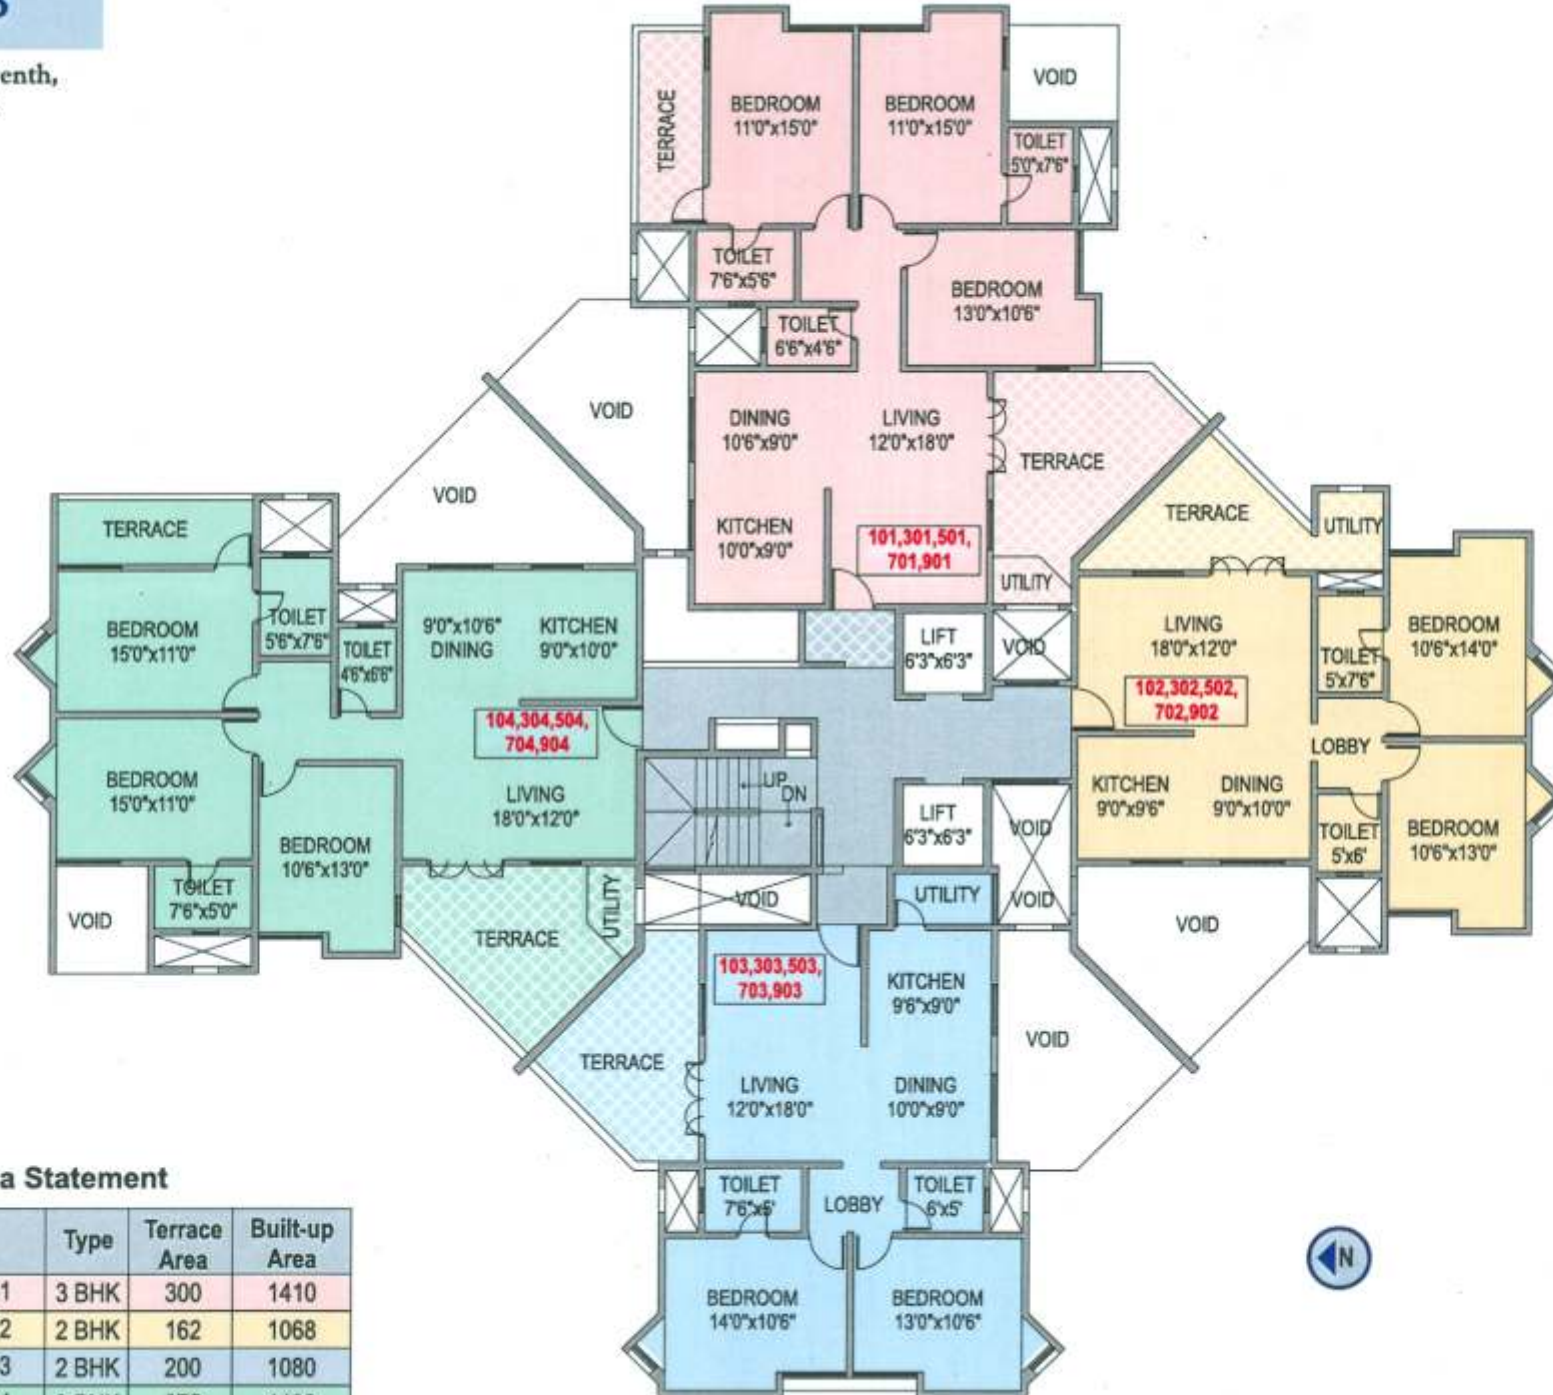 enth,
VOID
BEDROOM
11'0"x15'0"
BEDROOM
11'0"x15'0"
TERRACE
TOILET
5'0"x7'6"
TOILET
7'6"x5'6"
BEDROOM
13'0"x10'6"
TOILET
6'6"x4'6"
VOID
DINING
10'6"x9'0"
LIVING
12'0"x18'0"
TERRACE
KITCHEN
10'0"x9'0"
101,301,501,
701,901
UTILITY
VOID
TERRACE
BEDROOM
15'0"x11'0"
TOILET
5'6"x7'6"
TOILET
4'6"x6'6"
9'0"x10'6"
DINING
KITCHEN
9'0"x10'0"
104,304,504,
704,904
BEDROOM
15'0"x11'0"
LIVING
18'0"x12'0"
BEDROOM
10'6"x13'0"
TOILET
7'6"x5'0"
VOID
TERRACE
UTILITY
LIFT
6'3"x6'3"
VOID
UP
DN
LIFT
6'3"x6'3"
VOID
VOID
VOID
TERRACE
UTILITY
LIVING
18'0"x12'0"
TOILET
5'x7'6"
BEDROOM
10'6"x14'0"
102,302,502,
702,902
LOBBY
KITCHEN
9'0"x9'6"
DINING
9'0"x10'0"
TOILET
5'x6'
BEDROOM
10'6"x13'0"
VOID
UTILITY
103,303,503,
703,903
KITCHEN
9'6"x9'0"
VOID
TERRACE
LIVING
12'0"x18'0"
DINING
10'0"x9'0"
TOILET
7'6"x5'
LOBBY
TOILET
6'x5'
BEDROOM
14'0"x10'6"
BEDROOM
13'0"x10'6"
N
a Statement
Type Terrace Area Built-up Area
1 3 BHK 300 1410
2 2 BHK 162 1068
3 2 BHK 200 1080